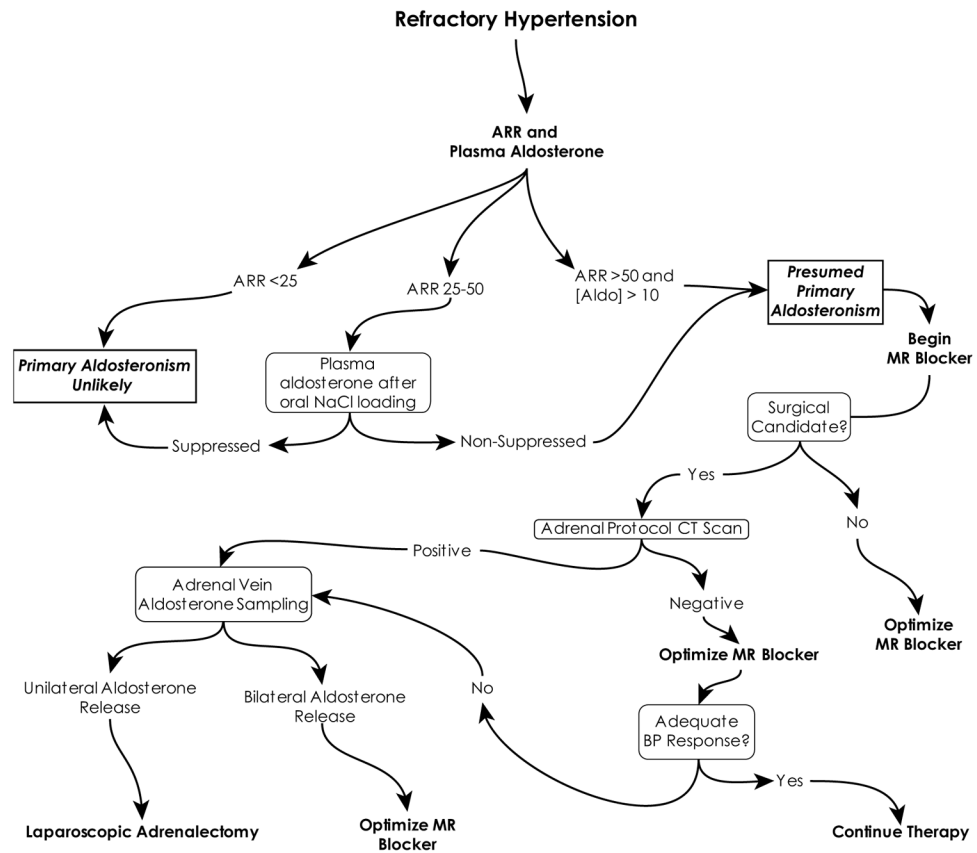 Refractory Hypertension
ARR and
Plasma Aldosterone
ARR <25
ARR 25-50
ARR >50 and
[Aldo] > 10
Presumed
Primary
Aldosteronism
Begin
MR Blocker
Primary Aldosteronism
Unlikely
Plasma
aldosterone after
oral NaCl loading
Suppressed
Non-Suppressed
Surgical
Candidate?
Yes
No
Optimize
MR Blocker
Adrenal Protocol CT Scan
Positive
Negative
Adrenal Vein
Aldosterone Sampling
Optimize MR Blocker
Unilateral Aldosterone
Release
Bilateral Aldosterone
Release
No
Adequate
BP Response?
Yes
Laparoscopic Adrenalectomy
Optimize MR
Blocker
Continue Therapy